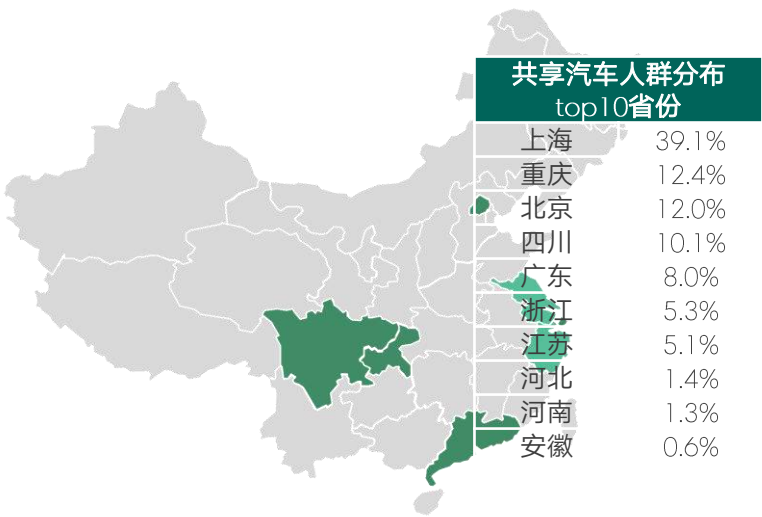 共享汽车人群分布
top10省份
上海 39.1%
重庆 12.4%
北京 12.0%
四川 10.1%
广东 8.0%
浙江 5.3%
江苏 5.1%
河北 1.4%
河南 1.3%
安徽 0.6%